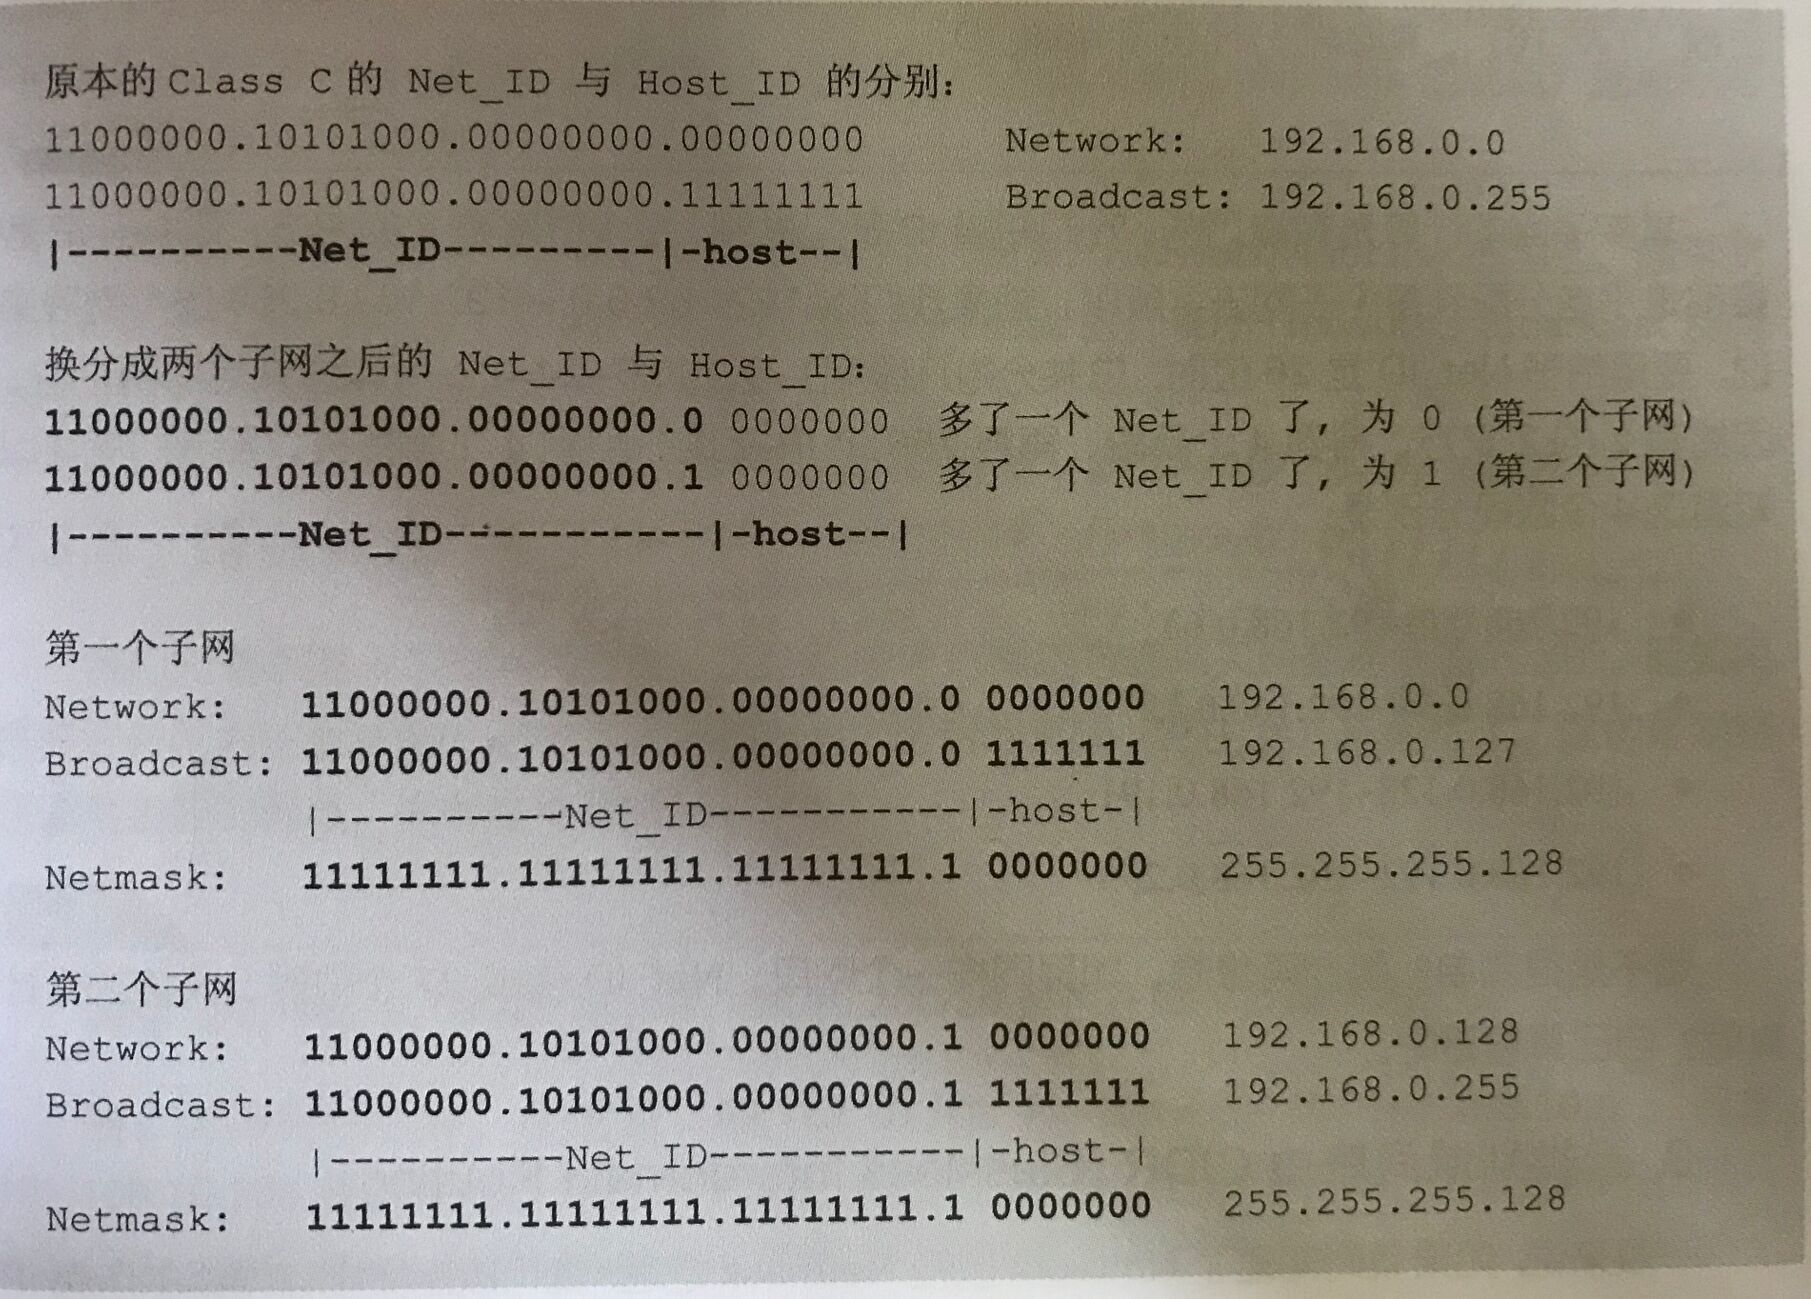 原本的 Class C 的 Net_ID 与 Host_ID 的分别:
11000000.10101000.00000000.00000000 Network: 192.168.0.0
11000000.10101000.00000000.11111111 Broadcast: 192.168.0.255
|----------Net_ID---------|-host--|
换分成两个子网之后的 Net_ID 与 Host_ID:
11000000.10101000.00000000.0 0000000 多了一个 Net_ID 了, 为 0 (第一个子网)
11000000.10101000.00000000.1 0000000 多了一个 Net_ID 了, 为 1 (第二个子网)
|----------Net_ID-----------|-host--|
第一个子网
Network: 11000000.10101000.00000000.0 0000000 192.168.0.0
Broadcast: 11000000.10101000.00000000.0 1111111 192.168.0.127
|----------Net_ID-----------|-host-|
Netmask: 11111111.11111111.11111111.1 0000000 255.255.255.128
第二个子网
Network: 11000000.10101000.00000000.1 0000000 192.168.0.128
Broadcast: 11000000.10101000.00000000.1 1111111 192.168.0.255
|----------Net_ID-----------|-host-|
Netmask: 11111111.11111111.11111111.1 0000000 255.255.255.128